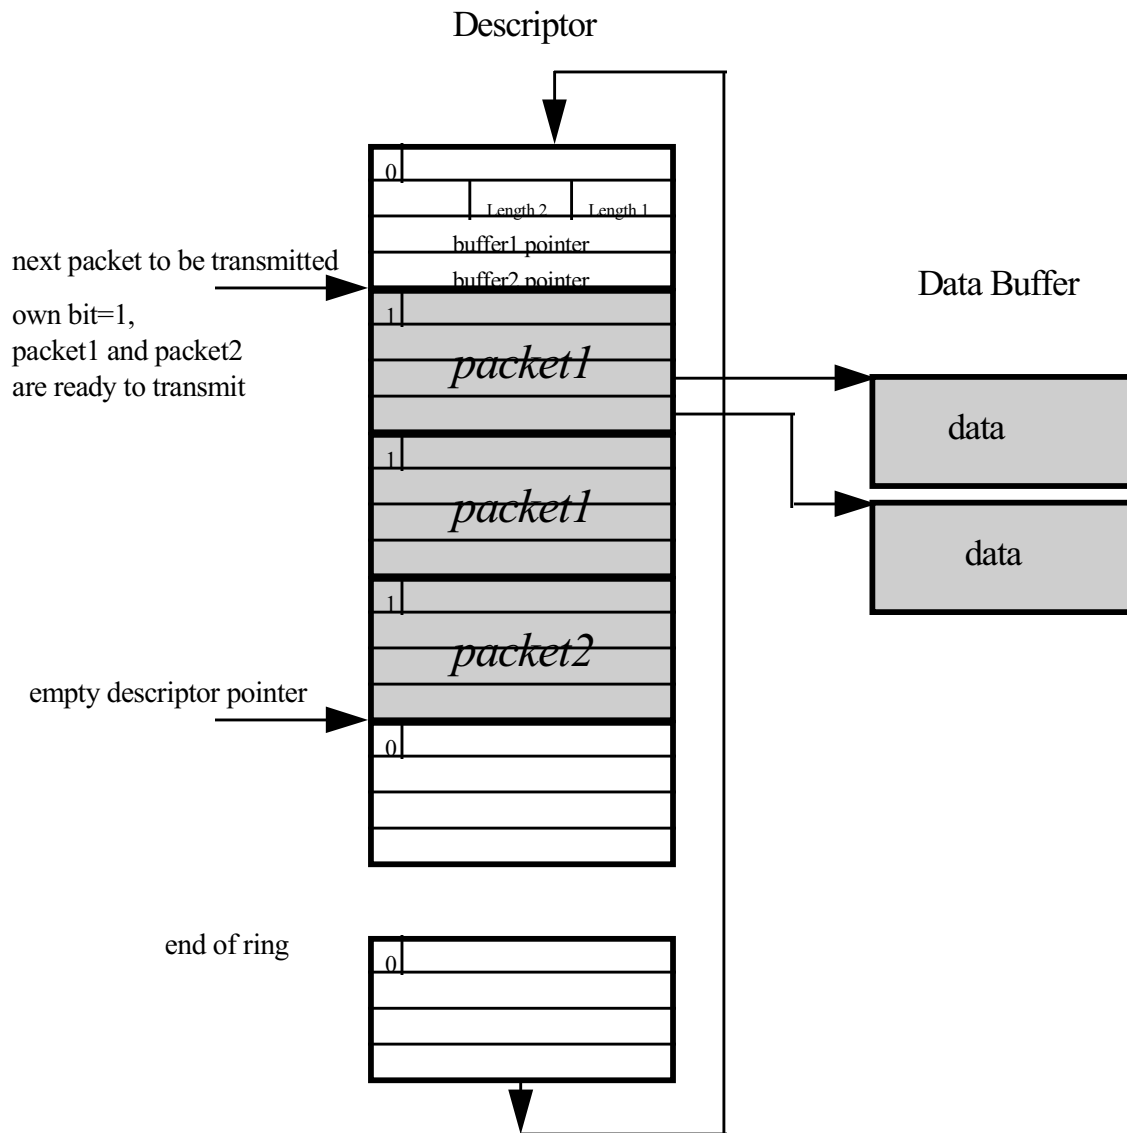 Descriptor
0
Length 2 Length 1
buffer1 pointer
buffer2 pointer
next packet to be transmitted
own bit=1,
packet1 and packet2
are ready to transmit
Data Buffer
1
packet1
data
1
packet1
data
1
packet2
empty descriptor pointer
0
end of ring
0